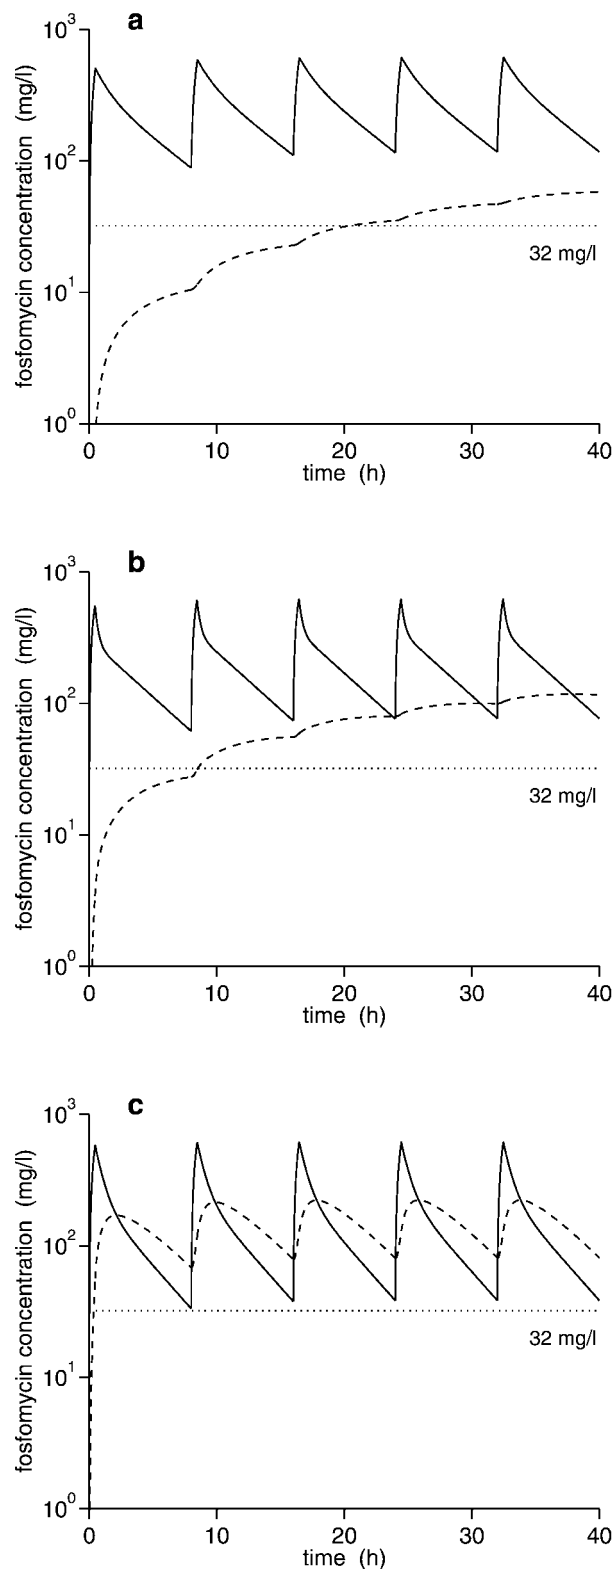 a
fosfomycin concentration (mg/l)
10³
10²
10¹
10⁰
32 mg/l
0 10 20 30 40
time (h)
b
fosfomycin concentration (mg/l)
10³
10²
10¹
10⁰
32 mg/l
0 10 20 30 40
time (h)
c
fosfomycin concentration (mg/l)
10³
10²
10¹
10⁰
32 mg/l
0 10 20 30 40
time (h)